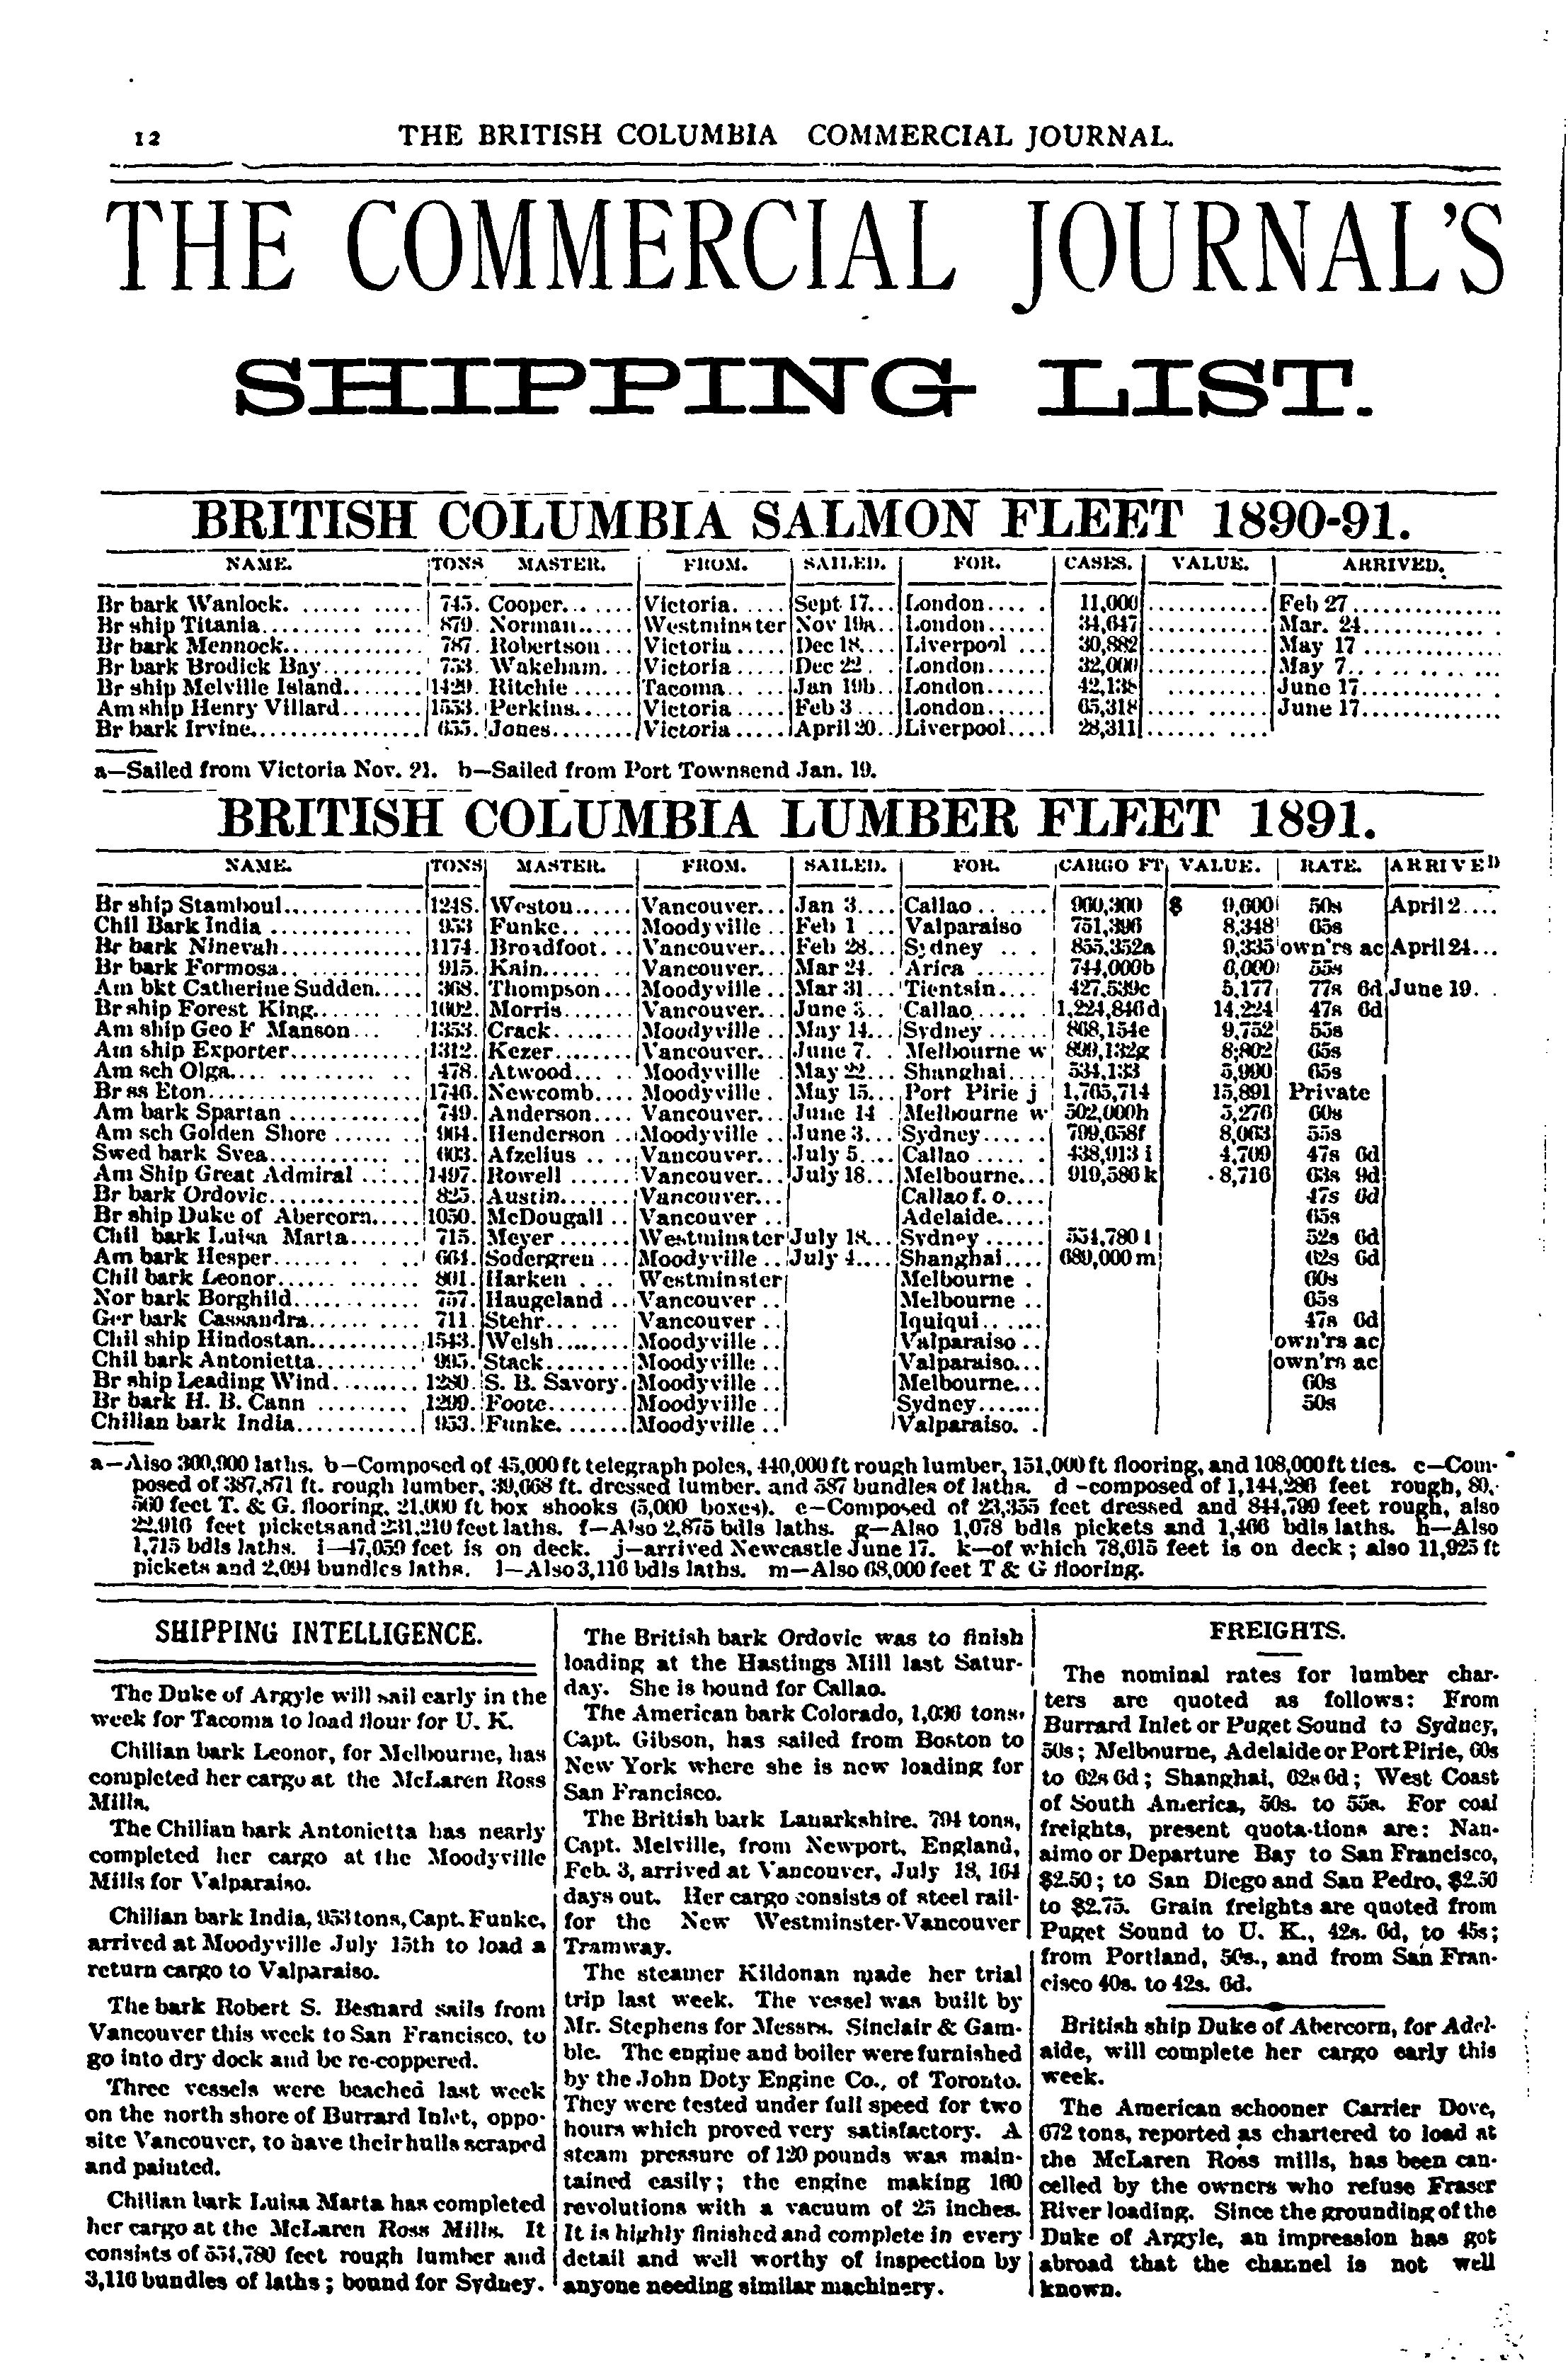 12 THE BRITISH COLUMBIA COMMERCIAL JOURNAL.
THE COMMERCIAL JOURNAL'S
SHIPPING LIST.
BRITISH COLUMBIA SALMON FLEET 1890-91.
NAME. TONS MASTER. FROM. SAILED. FOR. CASES. VALUE. ARRIVED.
Br bark Wanlock. 745. Cooper. Victoria. Sept 17. London. 11,000 Feb 27
Br ship Titania. 879. Norman. Westminster Nov 19a. London. 34,647 Mar. 24
Br bark Mennock. 787. Robertson Victoria Dec 18. Liverpool 30,882 May 17
Br bark Brodick Bay. 753. Wakeham. Victoria Dec 22. London. 32,000 May 7
Br ship Melville Island. 1429. Ritchie Tacoma. Jan 19b. London. 42,138 June 17
Am ship Henry Villard. 1553. Perkins. Victoria Feb 3 London. 65,318 June 17
Br bark Irvine. 655. Jones. Victoria April 20. Liverpool. 28,311
a—Sailed from Victoria Nov. 21. b—Sailed from Port Townsend Jan. 19.
BRITISH COLUMBIA LUMBER FLEET 1891.
NAME. TONS MASTER. FROM. SAILED. FOR. CARGO FT VALUE. RATE. ARRIVED
Br ship Stamboul. 1248. Weston. Vancouver. Jan 3. Callao 960,300 $ 9,600 50s April 2
Chil Bark India 953 Funke. Moodyville Feb 1 Valparaiso 751,396 8,348 65s
Br bark Ninevah. 1174. Broadfoot. Vancouver. Feb 28. Sydney 855,352a 9,335 own'rs ac April 24
Br bark Formosa. 915. Kain. Vancouver. Mar 24. Arica 744,000b 6,000 55s
Am bkt Catherine Sudden. 368. Thompson. Moodyville Mar 31 Tientsin. 427,539c 5,177 77s 6d June 19
Br ship Forest King. 1602. Morris. Vancouver. June 5. Callao 1,224,846d 14,224 47s 6d
Am ship Geo F Manson 1353. Crack. Moodyville May 14. Sydney 868,154e 9,752 55s
Am ship Exporter. 1312. Kezer. Vancouver. June 7. Melbourne w 899,132g 8;802 65s
Am sch Olga. 478. Atwood. Moodyville May 22 Shanghai. 534,133 5,990 65s
Br ss Eton. 1746. Newcomb. Moodyville. May 15. Port Pirie j 1,765,714 15,891 Private
Am bark Spartan 749. Anderson. Vancouver. June 14 Melbourne w 502,000h 5,276 60s
Am sch Golden Shore 964. Henderson Moodyville June 3. Sydney 799,658f 8,063 55s
Swed bark Svea. 603. Afzelius Vancouver. July 5. Callao 438,913 i 4,709 47s 6d
Am Ship Great Admiral 1497. Rowell Vancouver. July 18. Melbourne. 919,586 k 8,716 63s 9d
Br bark Ordovic. 825. Austin. Vancouver. Callao f. o. 47s 6d
Br ship Duke of Abercorn. 1050. McDougall Vancouver Adelaide. 65s
Chil bark Luisa Marta. 715. Meyer Westminster July 18. Sydney 551,780 l 52s 6d
Am bark Hesper. 664. Sodergren Moodyville July 4. Shanghai. 689,000 m 62s 6d
Chil bark Leonor. 801. Harken Westminster Melbourne 60s
Nor bark Borghild. 757. Haugeland Vancouver Melbourne 65s
Ger bark Cassandra. 711. Stehr. Vancouver Iquiqui. 47s 6d
Chil ship Hindostan. 1543. Welsh Moodyville Valparaiso own'rs ac
Chil bark Antonietta. 995. Stack. Moodyville Valparaiso. own'rs ac
Br ship Leading Wind. 1280. S. B. Savory. Moodyville Melbourne. 60s
Br bark H. B. Cann 1299. Foote. Moodyville Sydney. 50s
Chilian bark India. 953. Funke. Moodyville Valparaiso.
a—Also 300,000 laths. b—Composed of 45,000 ft telegraph poles, 440,000 ft rough lumber, 151,000 ft flooring, and 108,000 ft ties. c—Com-
posed of 387,871 ft. rough lumber, 39,668 ft. dressed lumber. and 587 bundles of laths. d -composed of 1,144,286 feet rough, 80,-
560 feet T. & G. flooring, 21,000 ft box shooks (5,000 boxes). e—Composed of 23,355 feet dressed and 844,799 feet rough, also
22,916 feet pickets and 231,210 feet laths. f—Also 2,875 bdls laths. g—Also 1,078 bdls pickets and 1,466 bdls laths. h—Also
1,715 bdls laths. i—47,059 feet is on deck. j—arrived Newcastle June 17. k—of which 78,615 feet is on deck; also 11,925 ft
pickets and 2,094 bundles laths. l—Also 3,116 bdls laths. m—Also 68,000 feet T & G flooring.
SHIPPING INTELLIGENCE.
The Duke of Argyle will sail early in the
week for Tacoma to load flour for U. K.
Chilian bark Leonor, for Melbourne, has
completed her cargo at the McLaren Ross
Mills.
The Chilian bark Antonietta has nearly
completed her cargo at the Moodyville
Mills for Valparaiso.
Chilian bark India, 953 tons, Capt. Funke,
arrived at Moodyville July 15th to load a
return cargo to Valparaiso.
The bark Robert S. Besnard sails from
Vancouver this week to San Francisco, to
go into dry dock and be re-coppered.
Three vessels were beached last week
on the north shore of Burrard Inlet, oppo-
site Vancouver, to have their hulls scraped
and painted.
Chilian bark Luisa Marta has completed
her cargo at the McLaren Ross Mills. It
consists of 551,780 feet rough lumber and
3,116 bundles of laths; bound for Sydney.
The British bark Ordovic was to finish
loading at the Hastings Mill last Satur-
day. She is bound for Callao.
The American bark Colorado, 1,036 tons,
Capt. Gibson, has sailed from Boston to
New York where she is now loading for
San Francisco.
The British bark Lanarkshire. 794 tons,
Capt. Melville, from Newport, England,
Feb. 3, arrived at Vancouver, July 18, 164
days out. Her cargo consists of steel rail-
for the New Westminster-Vancouver
Tramway.
The steamer Kildonan made her trial
trip last week. The vessel was built by
Mr. Stephens for Messrs. Sinclair & Gam-
ble. The engine and boiler were furnished
by the John Doty Engine Co., of Toronto.
They were tested under full speed for two
hours which proved very satisfactory. A
steam pressure of 120 pounds was main-
tained easily; the engine making 160
revolutions with a vacuum of 25 inches.
It is highly finished and complete in every
detail and well worthy of inspection by
anyone needing similar machinery.
FREIGHTS.
The nominal rates for lumber char-
ters are quoted as follows: From
Burrard Inlet or Puget Sound to Sydney,
50s; Melbourne, Adelaide or Port Pirie, 60s
to 62s 6d; Shanghai, 62s 6d; West Coast
of South America, 50s. to 55s. For coal
freights, present quota-tions are: Nan-
aimo or Departure Bay to San Francisco,
$2.50; to San Diego and San Pedro, $2.50
to $2.75. Grain freights are quoted from
Puget Sound to U. K., 42s. 6d, to 45s;
from Portland, 50s., and from San Fran-
cisco 40s. to 42s. 6d.
British ship Duke of Abercorn, for Adel-
aide, will complete her cargo early this
week.
The American schooner Carrier Dove,
672 tons, reported as chartered to load at
the McLaren Ross mills, has been can-
celled by the owners who refuse Fraser
River loading. Since the grounding of the
Duke of Argyle, an impression has got
abroad that the channel is not well
known.